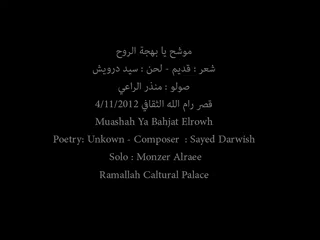 موشح يا بهجة الروح
شعر : قديم - لحن : سيد درويش
صولو : منذر الراعي
قصر رام الله الثقافي 4/11/2012
Muashah Ya Bahjat Elrowh
Poetry: Unkown - Composer : Sayed Darwish
Solo : Monzer Alraee
Ramallah Caltural Palace